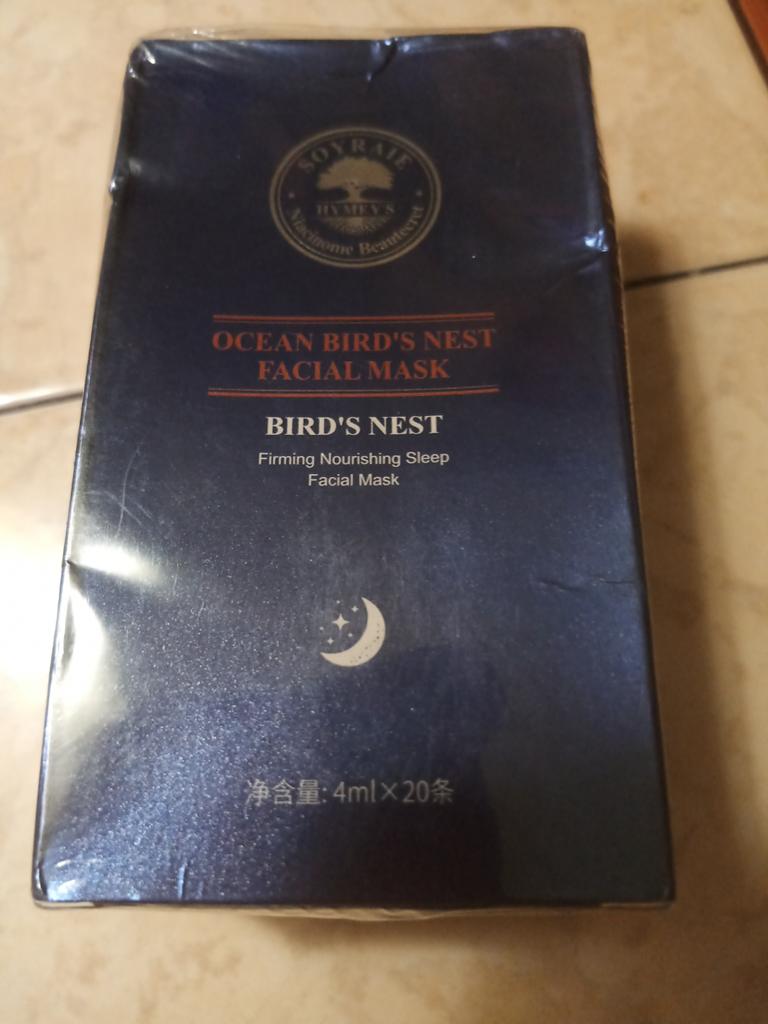 SOYRAIE
HYMEYS
Niacinome Beautecret
OCEAN BIRD'S NEST
FACIAL MASK
BIRD'S NEST
Firming Nourishing Sleep
Facial Mask
净含量: 4ml×20条